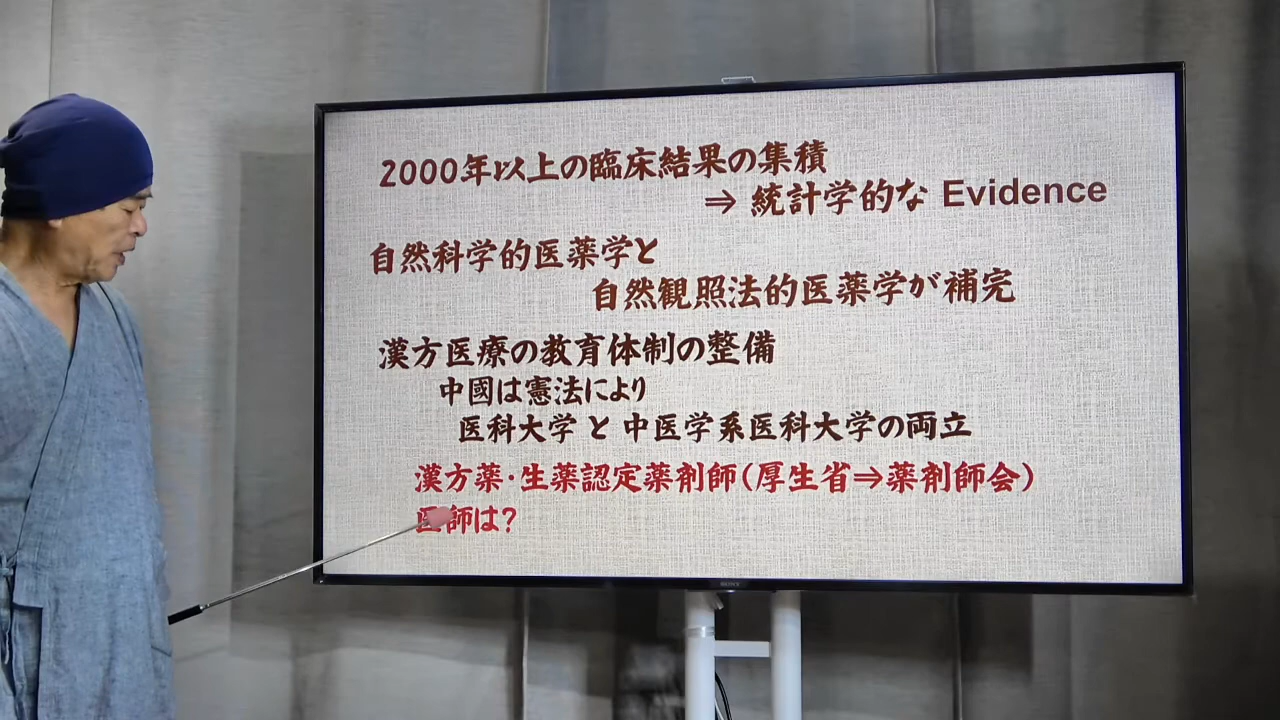 2000年以上の臨床結果の集積
⇒ 統計学的な Evidence
自然科学的医薬学と
自然観照法的医薬学が補完
漢方医療の教育体制の整備
中國は憲法により
医科大学 と 中医学系医科大学の両立
漢方薬・生薬認定薬剤師(厚生省⇒薬剤師会)
医師は?
SONY